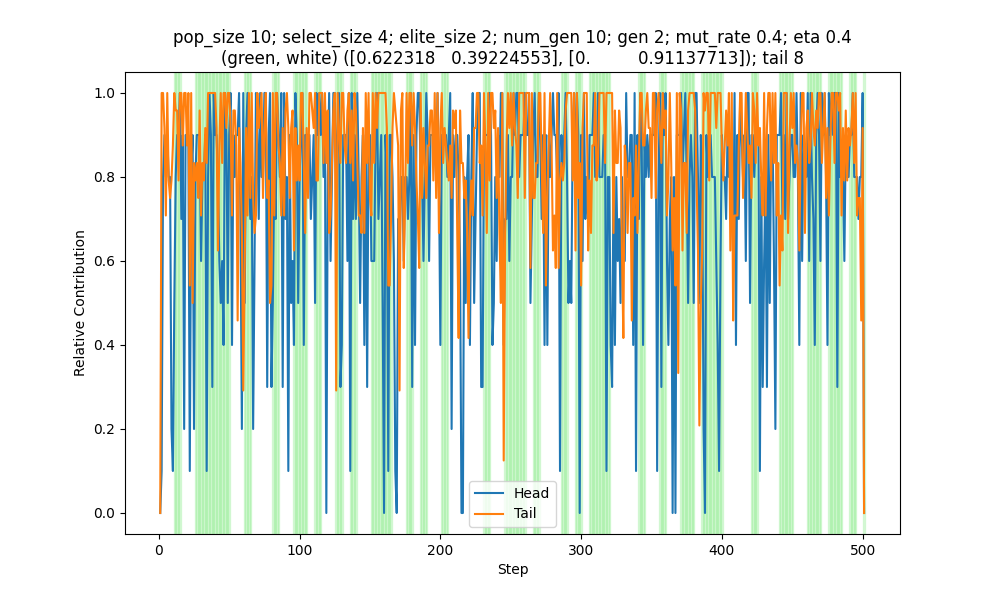 pop_size 10; select_size 4; elite_size 2; num_gen 10; gen 2; mut_rate 0.4; eta 0.4
(green, white) ([0.622318   0.39224553], [0.         0.91137713]); tail 8
Relative Contribution
1.0
0.8
0.6
0.4
0.2
0.0
Head
Tail
0 100 200 300 400 500
Step